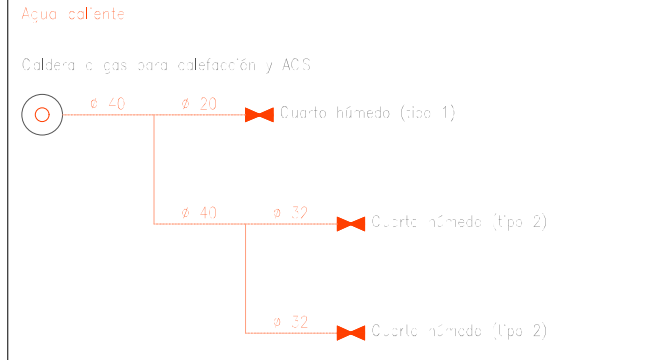 Agua caliente
Caldera a gas para calefacción y ACS
ø 40 ø 20
Cuarto húmedo (tipo 1)
ø 40 ø 32
Cuarto húmedo (tipo 2)
ø 32
Cuarto húmedo (tipo 2)